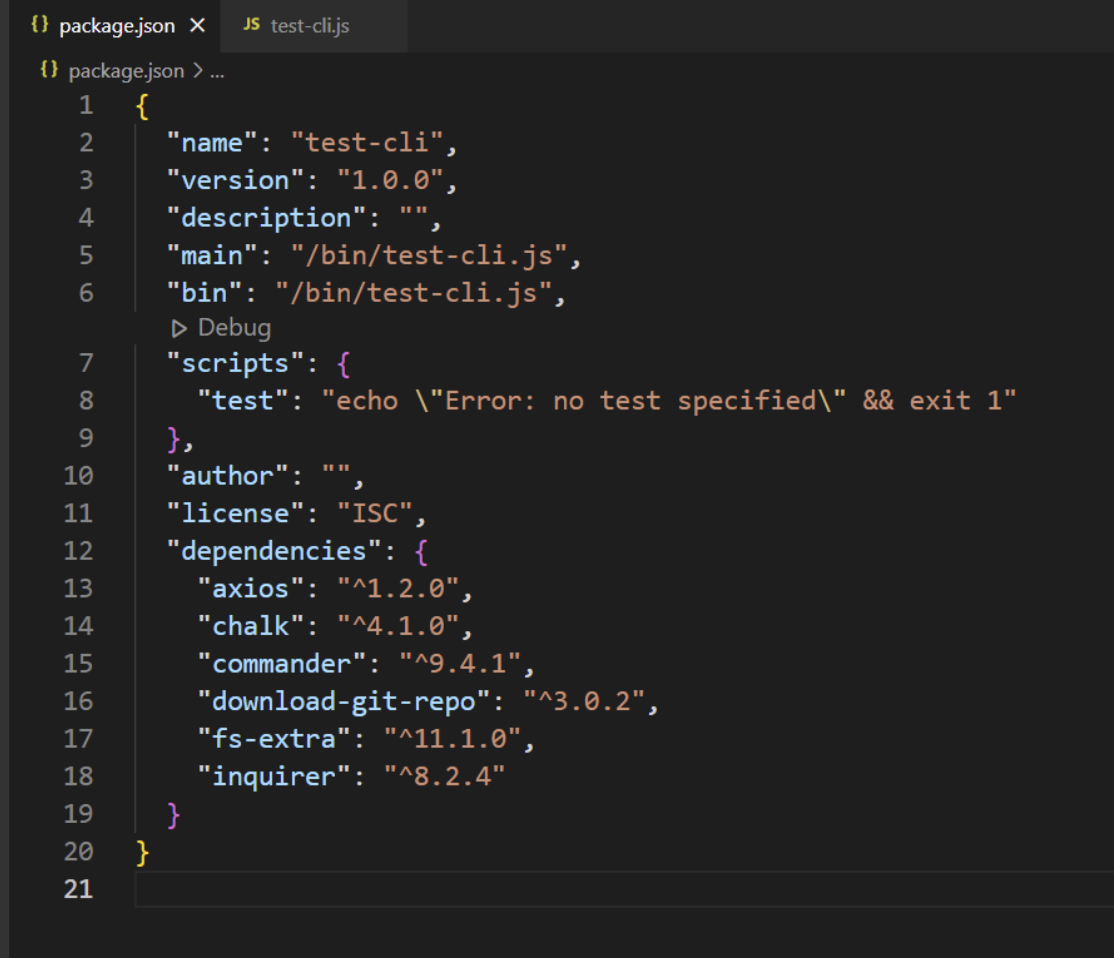 {} package.json × JS test-cli.js
{} package.json > ...
1 {
2 "name": "test-cli",
3 "version": "1.0.0",
4 "description": "",
5 "main": "/bin/test-cli.js",
6 "bin": "/bin/test-cli.js",
Debug
7 "scripts": {
8 "test": "echo \"Error: no test specified\" && exit 1"
9 },
10 "author": "",
11 "license": "ISC",
12 "dependencies": {
13 "axios": "^1.2.0",
14 "chalk": "^4.1.0",
15 "commander": "^9.4.1",
16 "download-git-repo": "^3.0.2",
17 "fs-extra": "^11.1.0",
18 "inquirer": "^8.2.4"
19 }
20 }
21